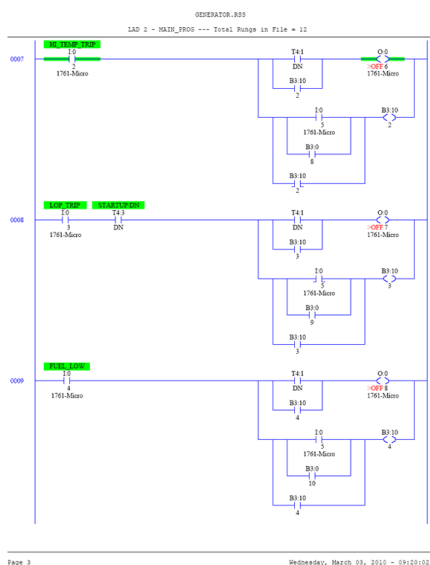 GENERATOR.RSS
LAD 2 - MAIN_PROG --- Total Rungs in File = 12
HI_TEMP_TRIP
0007
I:0
2
1761-Micro
T4:1
DN
O:0
>OFF 6
1761-Micro
B3:10
2
I:0
5
1761-Micro
B3:10
2
B3:0
8
B3:10
2
LOP_TRIP
STARTUP/DN
0008
I:0
3
1761-Micro
T4:3
DN
T4:1
DN
O:0
>OFF 7
1761-Micro
B3:10
3
I:0
5
1761-Micro
B3:10
3
B3:0
9
B3:10
3
FUEL_LOW
0009
I:0
4
1761-Micro
T4:1
DN
O:0
>OFF 8
1761-Micro
B3:10
4
I:0
5
1761-Micro
B3:10
4
B3:0
10
B3:10
4
Page 3
Wednesday, March 03, 2010 - 09:20:02